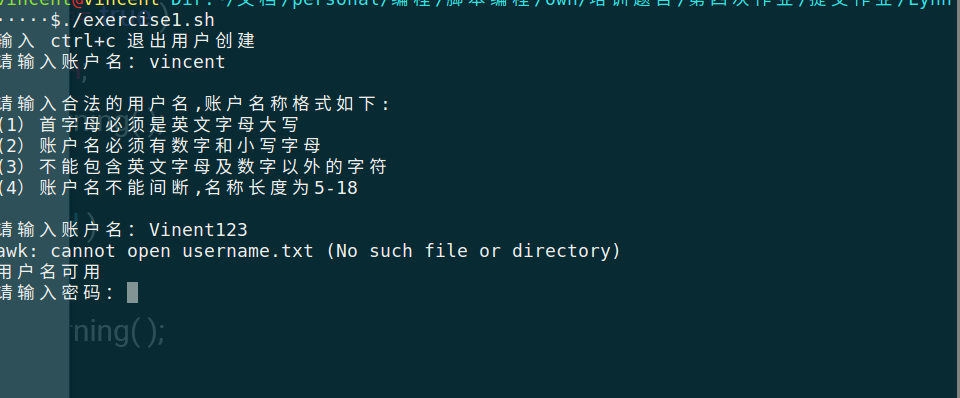 vincent@vincent Dir:~/文档/personal/编程/脚本编程/own/培训题目/第四次作业/提交作业/Lynn
·····$./exercise1.sh
输入 ctrl+c 退出用户创建
请输入账户名: vincent
请输入合法的用户名,账户名称格式如下:
(1) 首字母必须是英文字母大写
(2) 账户名必须有数字和小写字母
(3) 不能包含英文字母及数字以外的字符
(4) 账户名不能间断,名称长度为5-18
请输入账户名: Vinent123
awk: cannot open username.txt (No such file or directory)
用户名可用
请输入密码:
rning( );